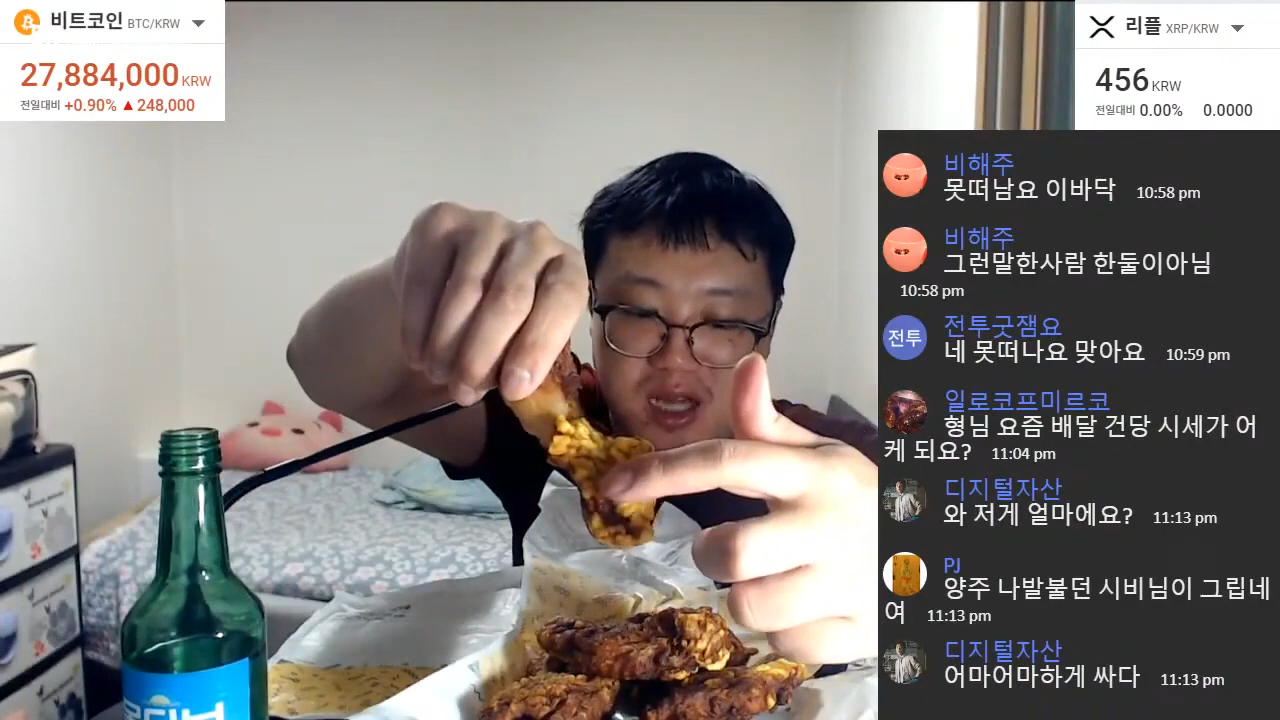 비트코인 BTC/KRW
27,884,000 KRW
전일대비 +0.90% ▲ 248,000
리플 XRP/KRW
456 KRW
전일대비 0.00% 0.0000
비해주
못떠남요 이바닥 10:58 pm
비해주
그런말한사람 한둘이아님
10:58 pm
전투
전투굿잼요
네 못떠나요 맞아요 10:59 pm
일로코프미르코
형님 요즘 배달 건당 시세가 어
케 되요? 11:04 pm
디지털자산
와 저게 얼마에요? 11:13 pm
PJ
양주 나발불던 시비님이 그립네
여 11:13 pm
디지털자산
어마어마하게 싸다 11:13 pm